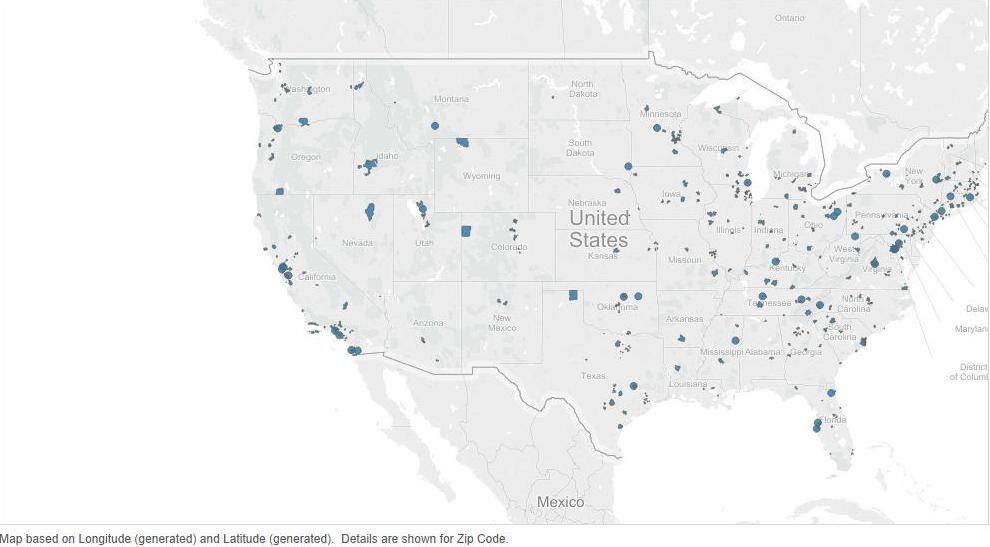 Ontario
Washington
Montana
North
Dakota
Minnesota
Oregon
Idaho
South
Dakota
Wisconsin
Michigan
New
York
Wyoming
Iowa
Nebraska
United
States
Illinois
Indiana
Ohio
Pennsylvania
Nevada
Utah
Colorado
Kansas
Missouri
West
Virginia
Virginia
Kentucky
California
Oklahoma
Tennessee
North
Carolina
Delaw
Arizona
New
Mexico
Arkansas
South
Carolina
Maryland
Mississippi
Alabama
Georgia
District
of Columb
Texas
Louisiana
Florida
Mexico
Map based on Longitude (generated) and Latitude (generated).  Details are shown for Zip Code.